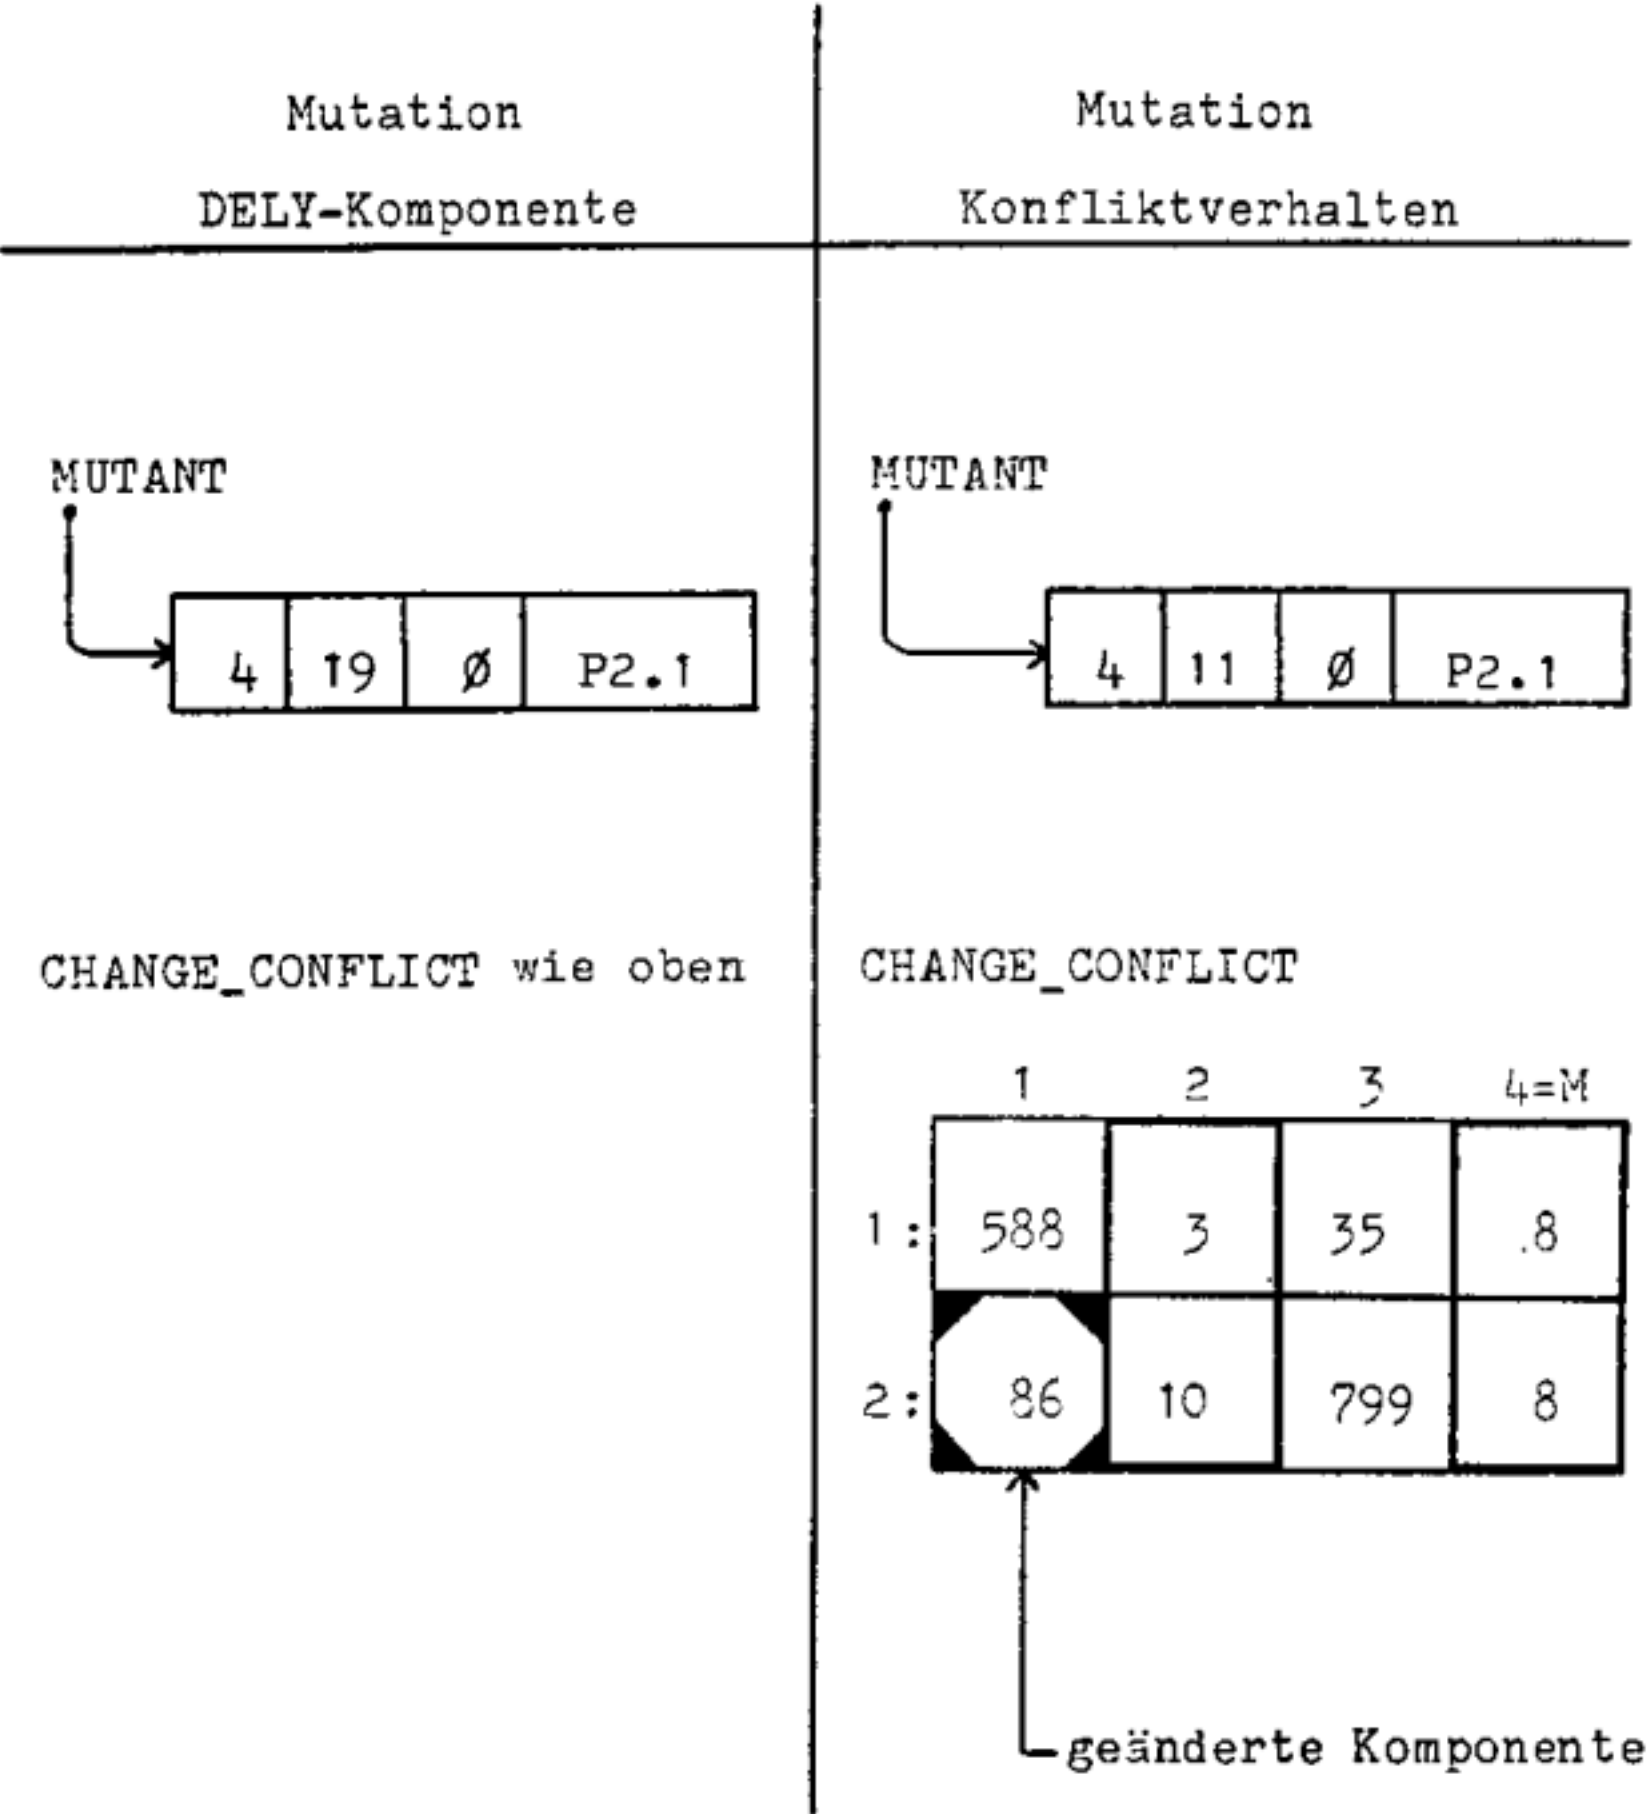 Mutation
DELY-Komponente
MUTANT
4 19 Ø P2.1
CHANGE_CONFLICT wie oben
Mutation
Konfliktverhalten
MUTANT
4 11 Ø P2.1
CHANGE_CONFLICT
1 2 3 4=M
1: 588 3 35 8
2: 86 10 799 8
geänderte Komponente